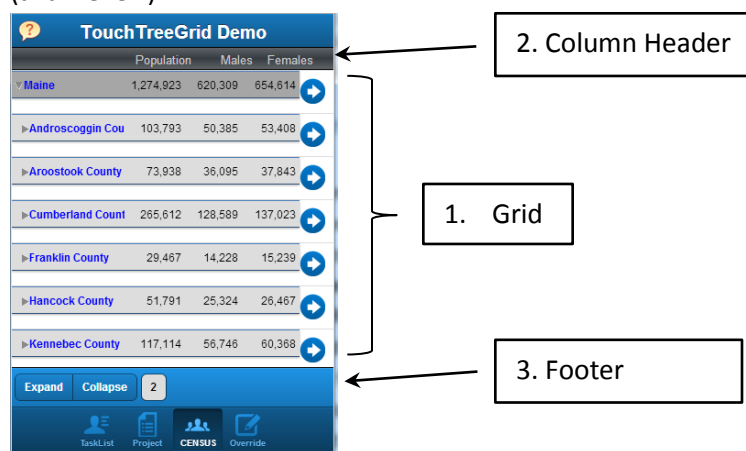 TouchTreeGrid Demo
2. Column Header
Population Males Females
Maine 1,274,923 620,309 654,614
Androscoggin Cou 103,793 50,385 53,408
Aroostook County 73,938 36,095 37,843
Cumberland Count 265,612 128,589 137,023
1. Grid
Franklin County 29,467 14,228 15,239
Hancock County 51,791 25,324 26,467
Kennebec County 117,114 56,746 60,368
3. Footer
Expand Collapse 2
TaskList Project CENSUS Override